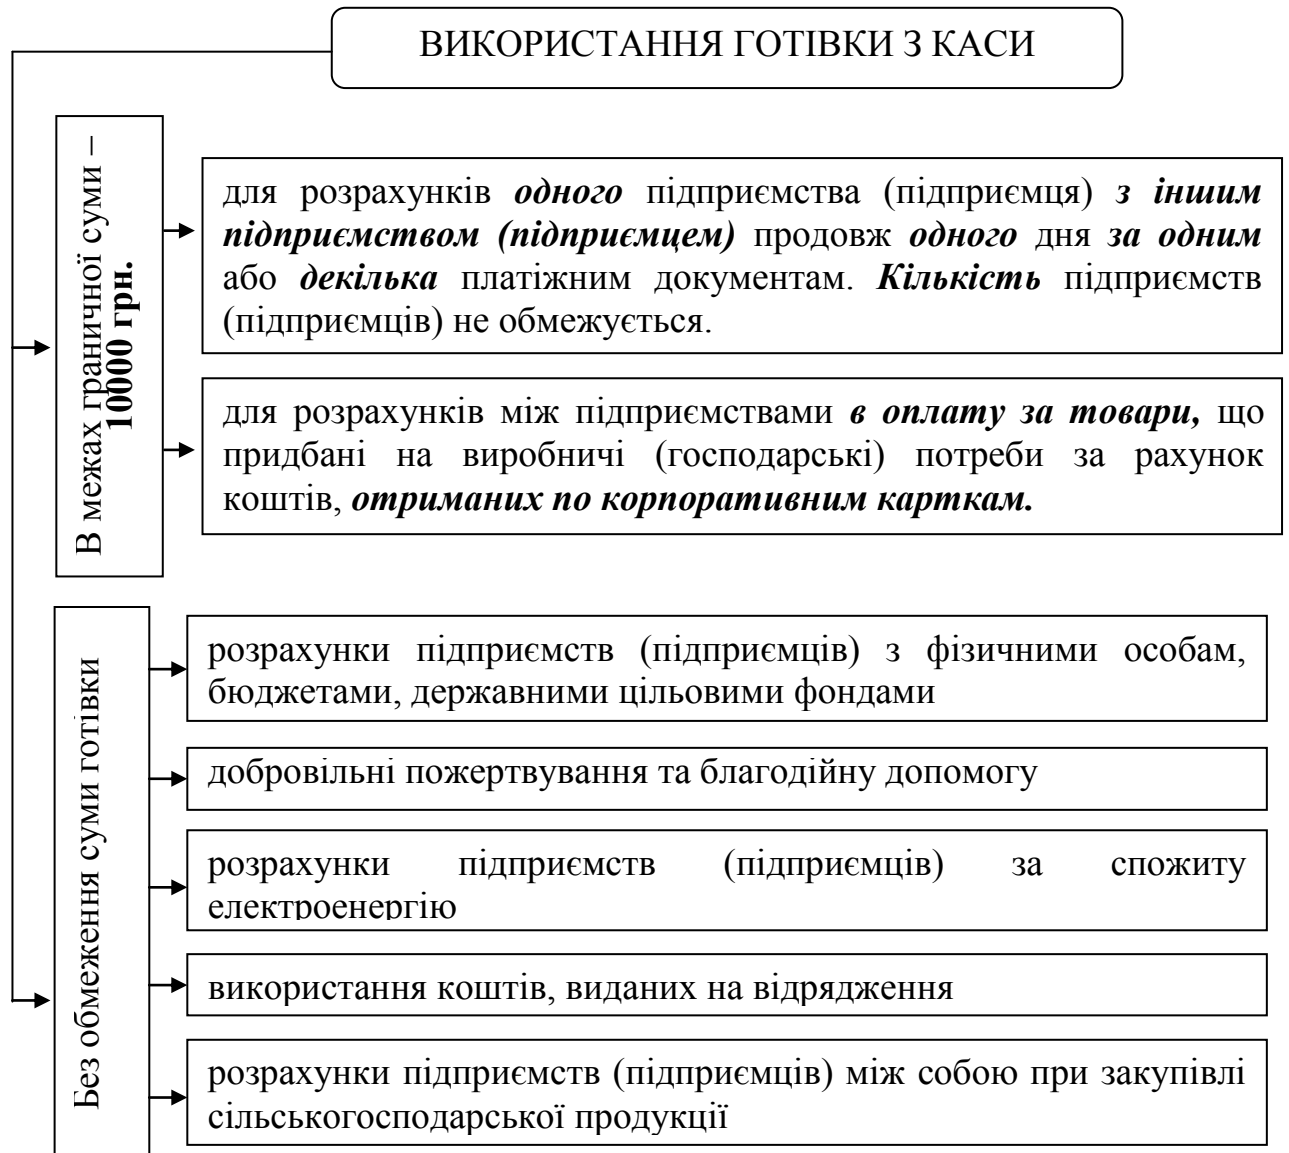 ВИКОРИСТАННЯ ГОТІВКИ З КАСИ
В межах граничної суми –
10000 грн.
для розрахунків одного підприємства (підприємця) з іншим
підприємством (підприємцем) продовж одного дня за одним
або декілька платіжним документам. Кількість підприємств
(підприємців) не обмежується.
для розрахунків між підприємствами в оплату за товари, що
придбані на виробничі (господарські) потреби за рахунок
коштів, отриманих по корпоративним карткам.
Без обмеження суми готівки
розрахунки підприємств (підприємців) з фізичними особам,
бюджетами, державними цільовими фондами
добровільні пожертвування та благодійну допомогу
розрахунки підприємств (підприємців) за спожиту
електроенергію
використання коштів, виданих на відрядження
розрахунки підприємств (підприємців) між собою при закупівлі
сільськогосподарської продукції